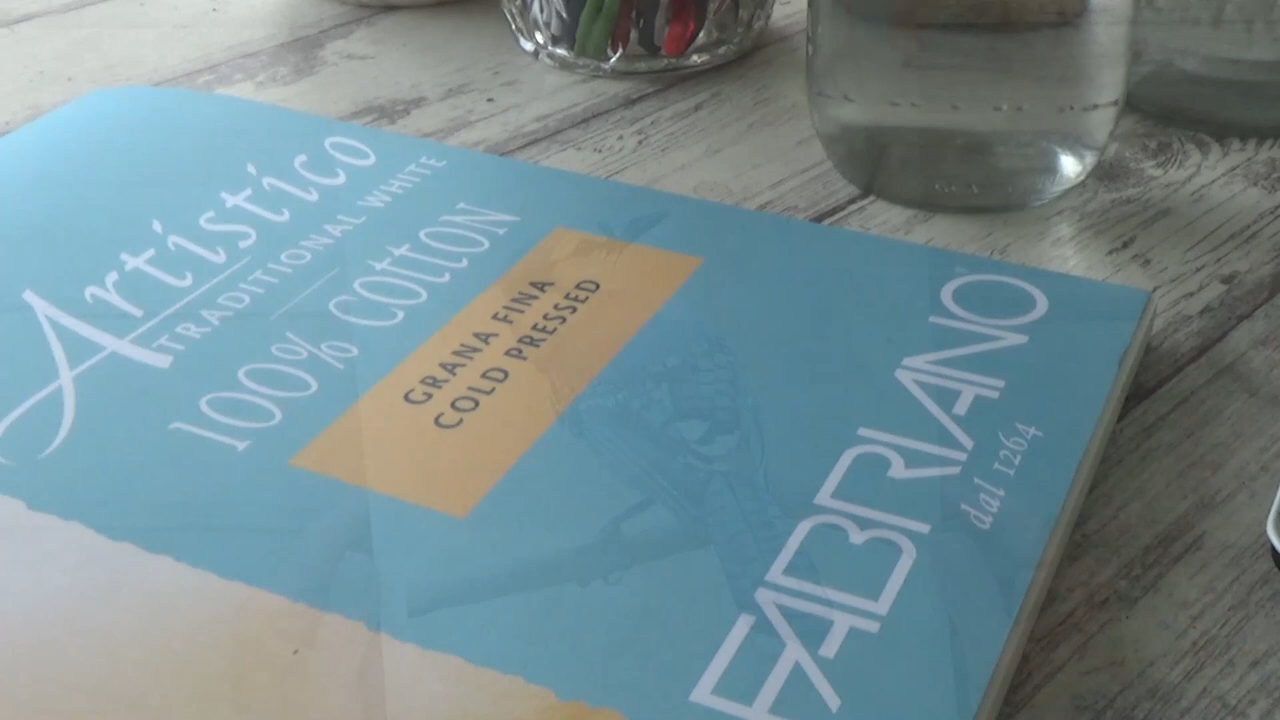 Artistico
TRADITIONAL WHITE
100% COTTON
GRANA FINA
COLD PRESSED
FABRIANO
dal 1264